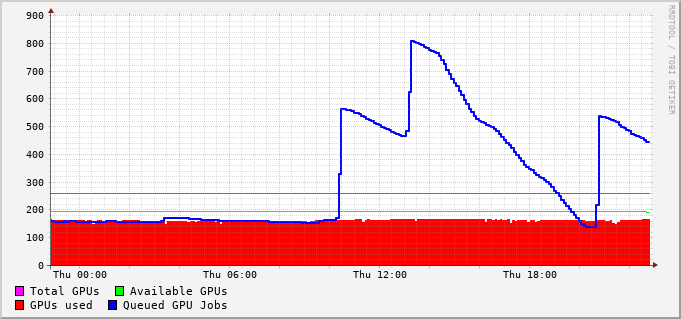 RRDTOOL / TOBI OETIKER
900
800
700
600
500
400
300
200
100
0
Thu 00:00 Thu 06:00 Thu 12:00 Thu 18:00
Total GPUs Available GPUs
GPUs used Queued GPU Jobs